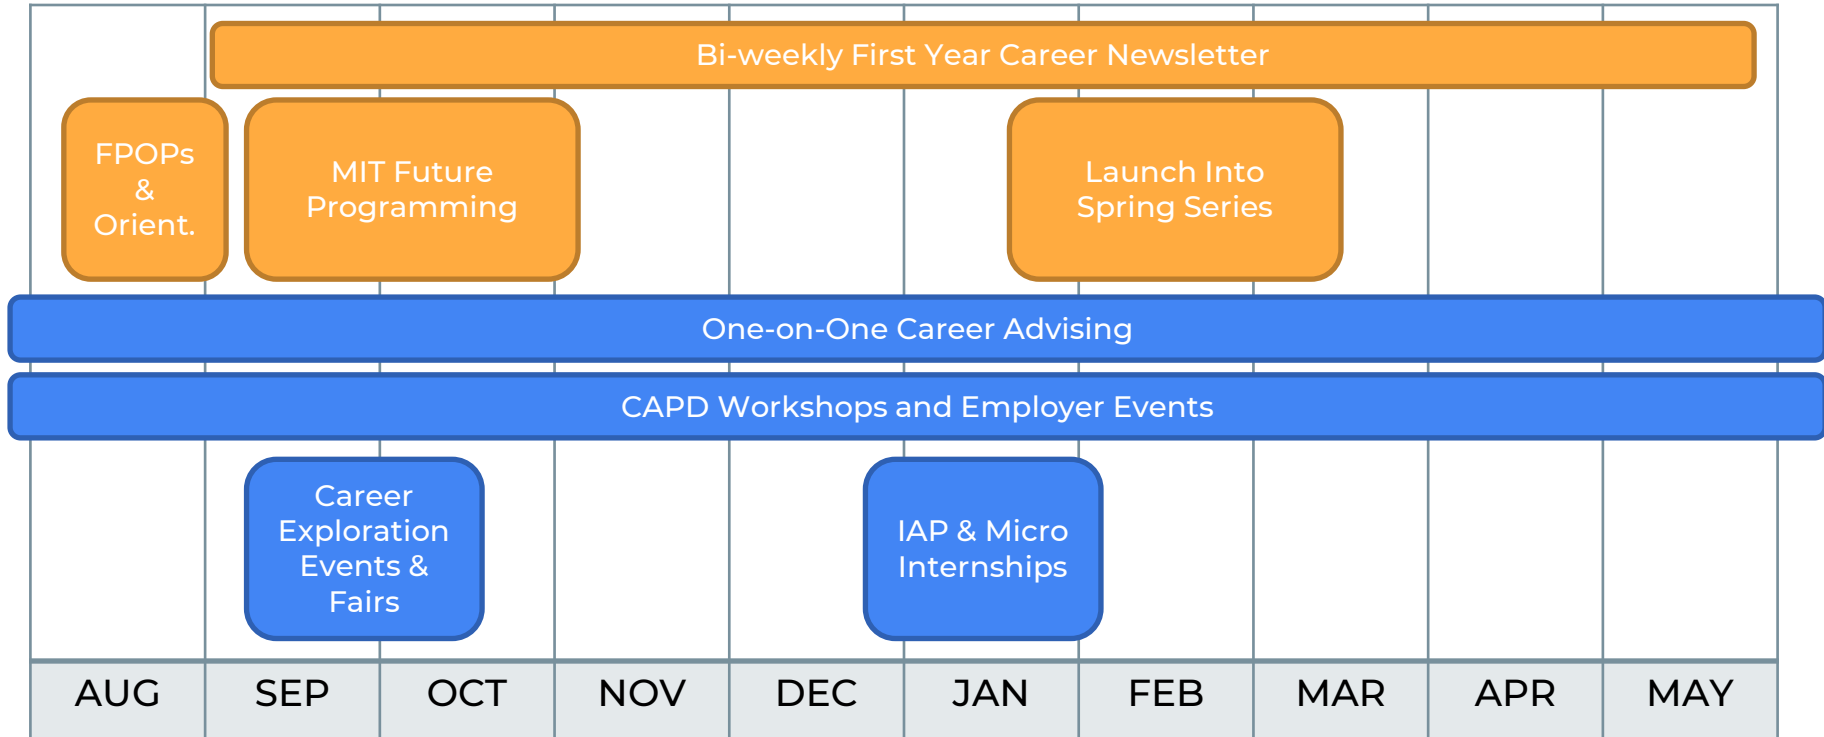 Bi-weekly First Year Career Newsletter
FPOPs
&
Orient.
MIT Future
Programming
Launch Into
Spring Series
One-on-One Career Advising
CAPD Workshops and Employer Events
Career
Exploration
Events &
Fairs
IAP & Micro
Internships
AUG SEP OCT NOV DEC JAN FEB MAR APR MAY